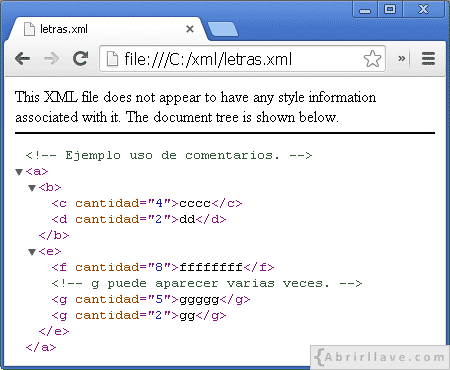 letras.xml
file:///C:/xml/letras.xml
This XML file does not appear to have any style information
associated with it. The document tree is shown below.
<!-- Ejemplo uso de comentarios. -->
▼<a>
▼<b>
<c cantidad="4">cccc</c>
<d cantidad="2">dd</d>
</b>
▼<e>
<f cantidad="8">ffffffff</f>
<!-- g puede aparecer varias veces. -->
<g cantidad="5">ggggg</g>
<g cantidad="2">gg</g>
</e>
</a>
{Abrirllave.com